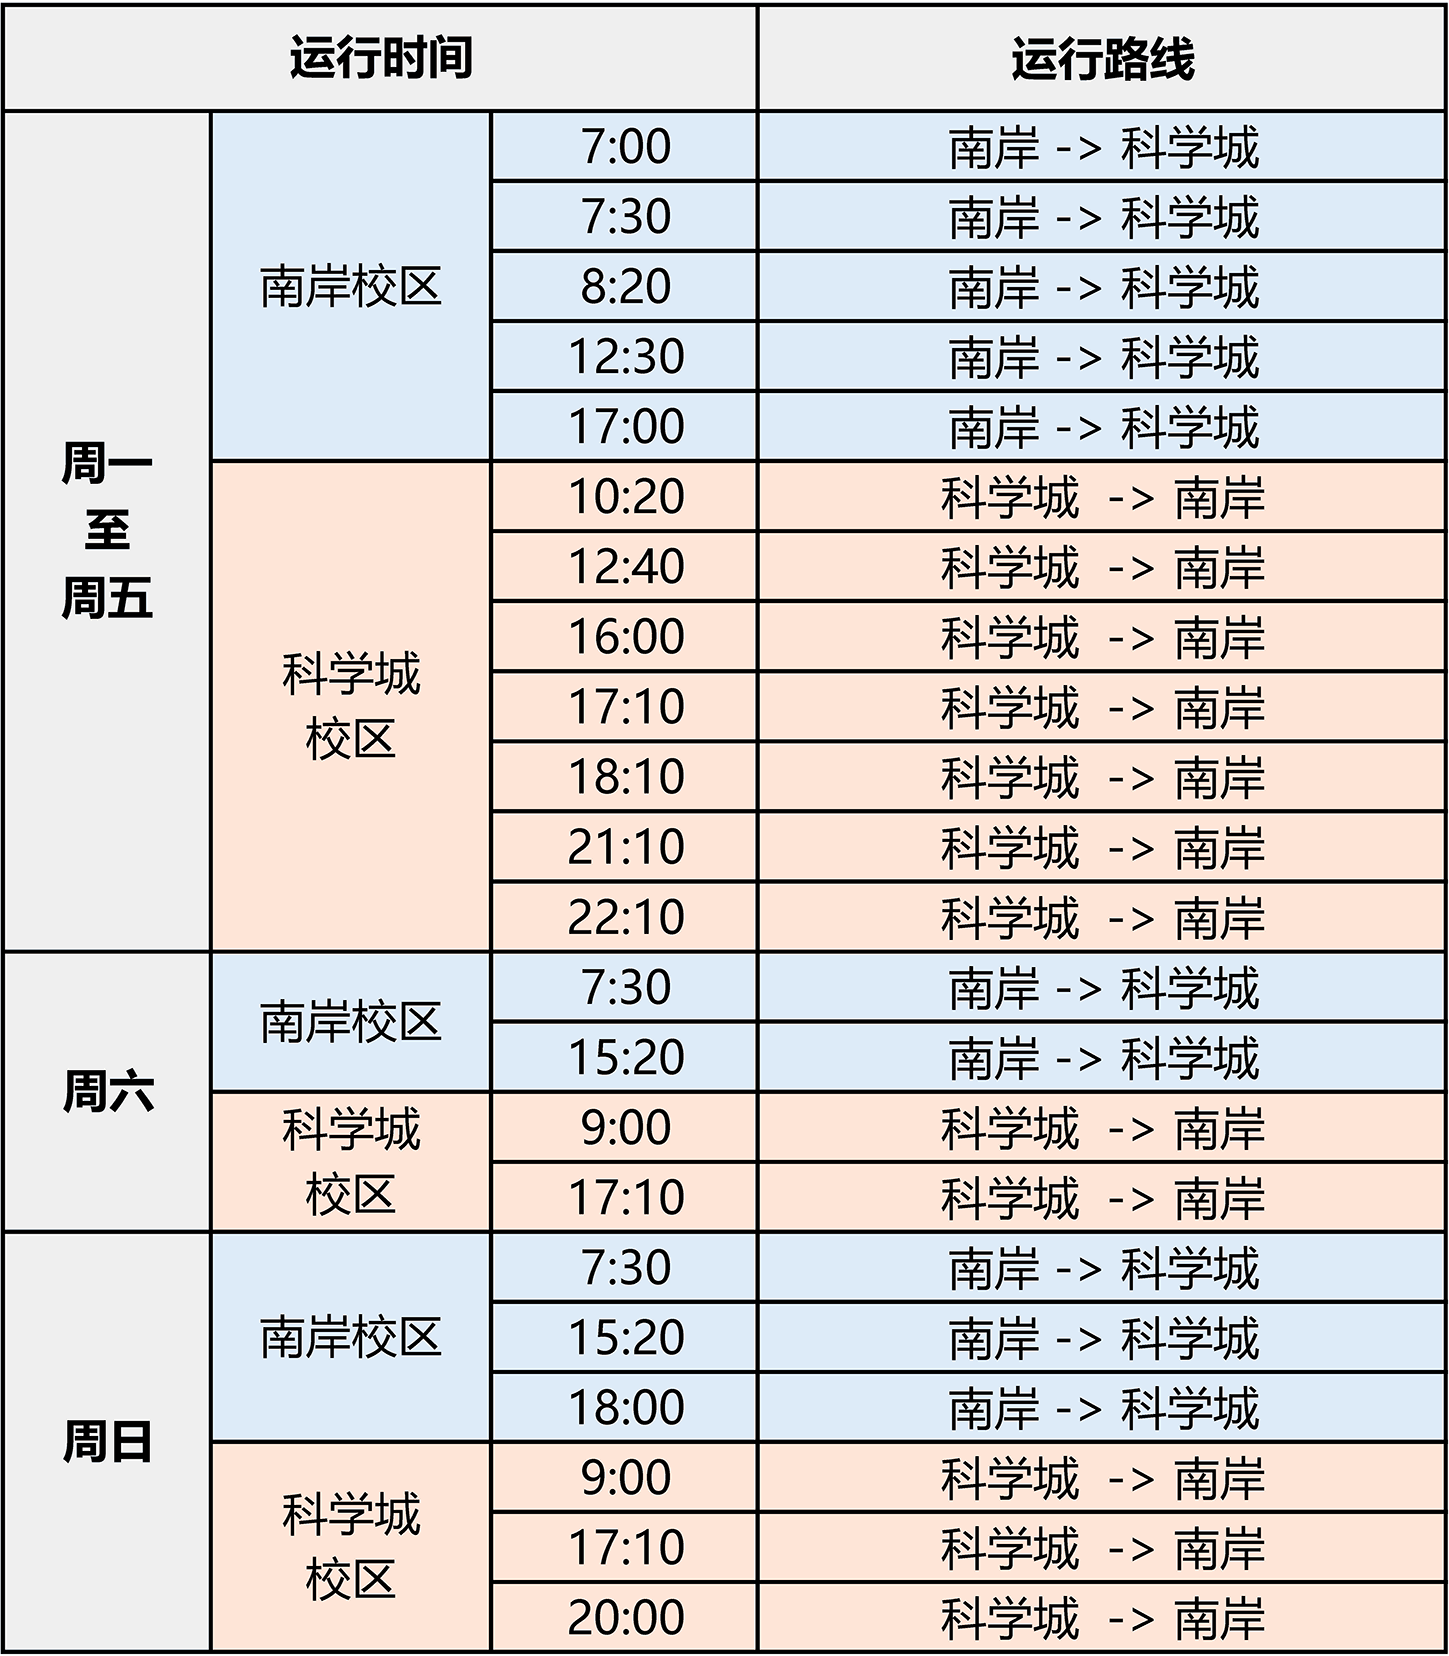 运行时间 运行路线
周一
至
周五
南岸校区
7:00 南岸 -> 科学城
7:30 南岸 -> 科学城
8:20 南岸 -> 科学城
12:30 南岸 -> 科学城
17:00 南岸 -> 科学城
科学城
校区
10:20 科学城 -> 南岸
12:40 科学城 -> 南岸
16:00 科学城 -> 南岸
17:10 科学城 -> 南岸
18:10 科学城 -> 南岸
21:10 科学城 -> 南岸
22:10 科学城 -> 南岸
周六
南岸校区
7:30 南岸 -> 科学城
15:20 南岸 -> 科学城
科学城
校区
9:00 科学城 -> 南岸
17:10 科学城 -> 南岸
周日
南岸校区
7:30 南岸 -> 科学城
15:20 南岸 -> 科学城
18:00 南岸 -> 科学城
科学城
校区
9:00 科学城 -> 南岸
17:10 科学城 -> 南岸
20:00 科学城 -> 南岸